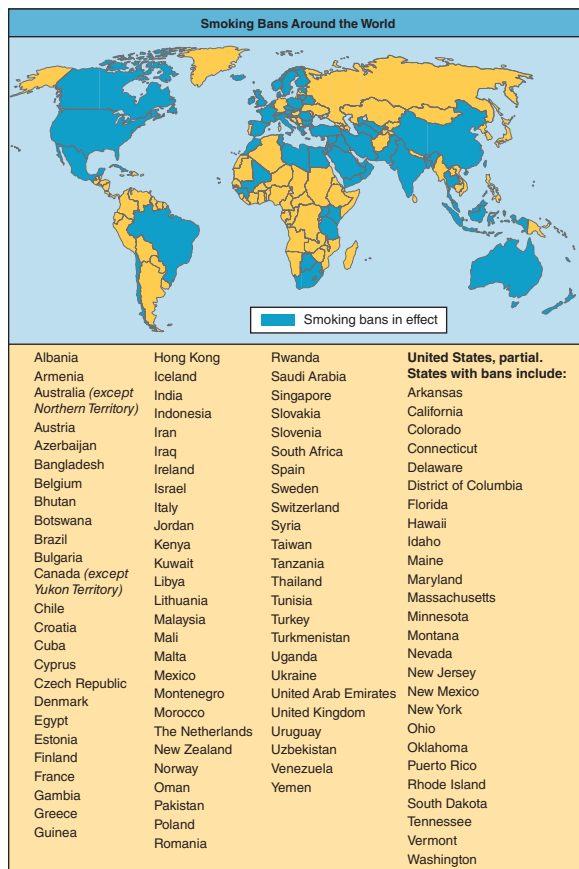 Smoking Bans Around the World
Smoking bans in effect
Albania
Armenia
Australia (except
Northern Territory)
Austria
Azerbaijan
Bangladesh
Belgium
Bhutan
Botswana
Brazil
Bulgaria
Canada (except
Yukon Territory)
Chile
Croatia
Cuba
Cyprus
Czech Republic
Denmark
Egypt
Estonia
Finland
France
Gambia
Greece
Guinea
Hong Kong
Iceland
India
Indonesia
Iran
Iraq
Ireland
Israel
Italy
Jordan
Kenya
Kuwait
Libya
Lithuania
Malaysia
Mali
Malta
Mexico
Montenegro
Morocco
The Netherlands
New Zealand
Norway
Oman
Pakistan
Poland
Romania
Rwanda
Saudi Arabia
Singapore
Slovakia
Slovenia
South Africa
Spain
Sweden
Switzerland
Syria
Taiwan
Tanzania
Thailand
Tunisia
Turkey
Turkmenistan
Uganda
Ukraine
United Arab Emirates
United Kingdom
Uruguay
Uzbekistan
Venezuela
Yemen
United States, partial.
States with bans include:
Arkansas
California
Colorado
Connecticut
Delaware
District of Columbia
Florida
Hawaii
Idaho
Maine
Maryland
Massachusetts
Minnesota
Montana
Nevada
New Jersey
New Mexico
New York
Ohio
Oklahoma
Puerto Rico
Rhode Island
South Dakota
Tennessee
Vermont
Washington